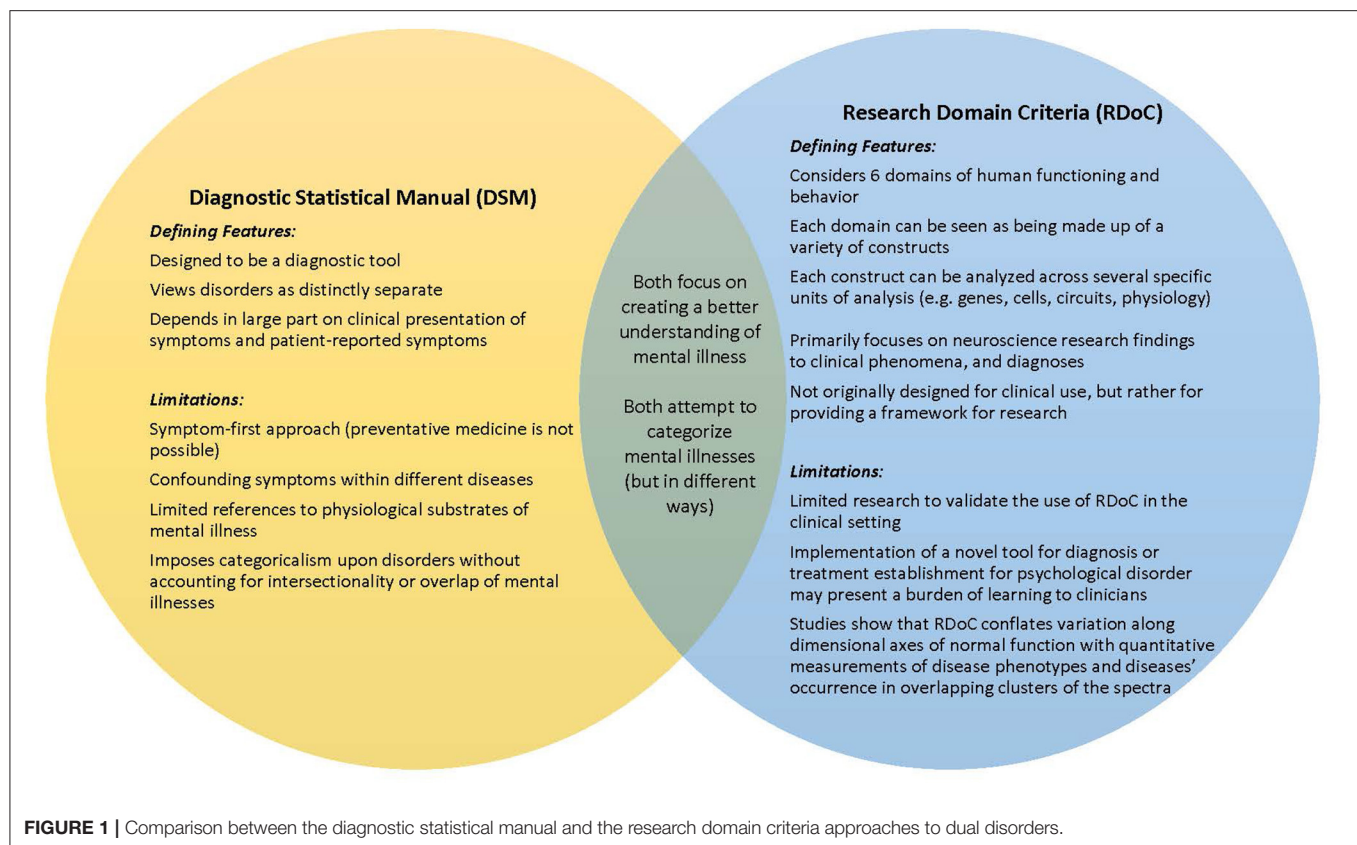 Diagnostic Statistical Manual (DSM)
Defining Features:
Designed to be a diagnostic tool
Views disorders as distinctly separate
Depends in large part on clinical presentation of
symptoms and patient-reported symptoms
Limitations:
Symptom-first approach (preventative medicine is not
possible)
Confounding symptoms within different diseases
Limited references to physiological substrates of
mental illness
Imposes categoricalism upon disorders without
accounting for intersectionality or overlap of mental
illnesses
Both focus on
creating a better
understanding of
mental illness
Both attempt to
categorize
mental illnesses
(but in different
ways)
Research Domain Criteria (RDoC)
Defining Features:
Considers 6 domains of human functioning and
behavior
Each domain can be seen as being made up of a
variety of constructs
Each construct can be analyzed across several specific
units of analysis (e.g. genes, cells, circuits, physiology)
Primarily focuses on neuroscience research findings
to clinical phenomena, and diagnoses
Not originally designed for clinical use, but rather for
providing a framework for research
Limitations:
Limited research to validate the use of RDoC in the
clinical setting
Implementation of a novel tool for diagnosis or
treatment establishment for psychological disorder
may present a burden of learning to clinicians
Studies show that RDoC conflates variation along
dimensional axes of normal function with quantitative
measurements of disease phenotypes and diseases'
occurrence in overlapping clusters of the spectra
FIGURE 1 | Comparison between the diagnostic statistical manual and the research domain criteria approaches to dual disorders.